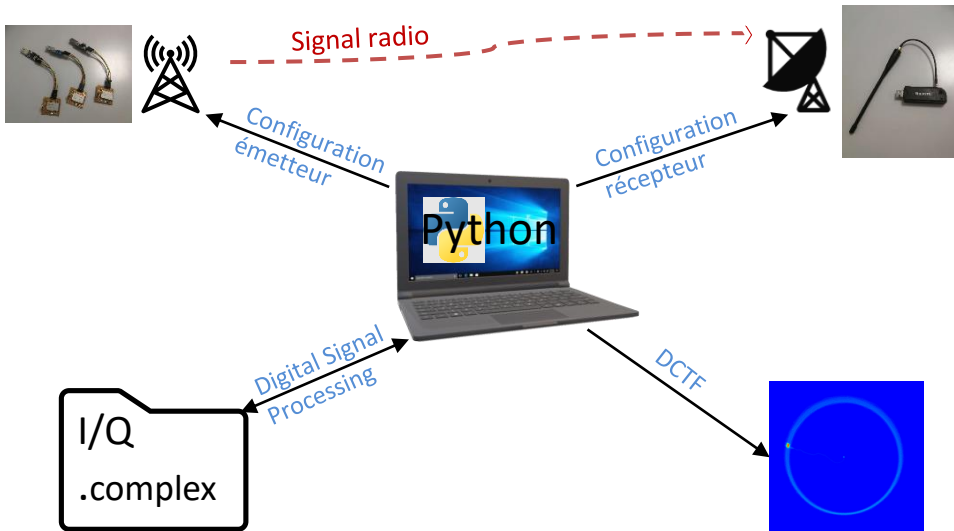 Signal radio
Configuration
émetteur
Configuration
récepteur
Python
Digital Signal
Processing
DCTF
I/Q
.complex